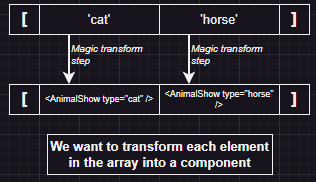 [ 'cat' 'horse' ]
Magic transform step
Magic transform step
[ <AnimalShow type="cat" /> <AnimalShow type="horse" /> ]
We want to transform each element
in the array into a component